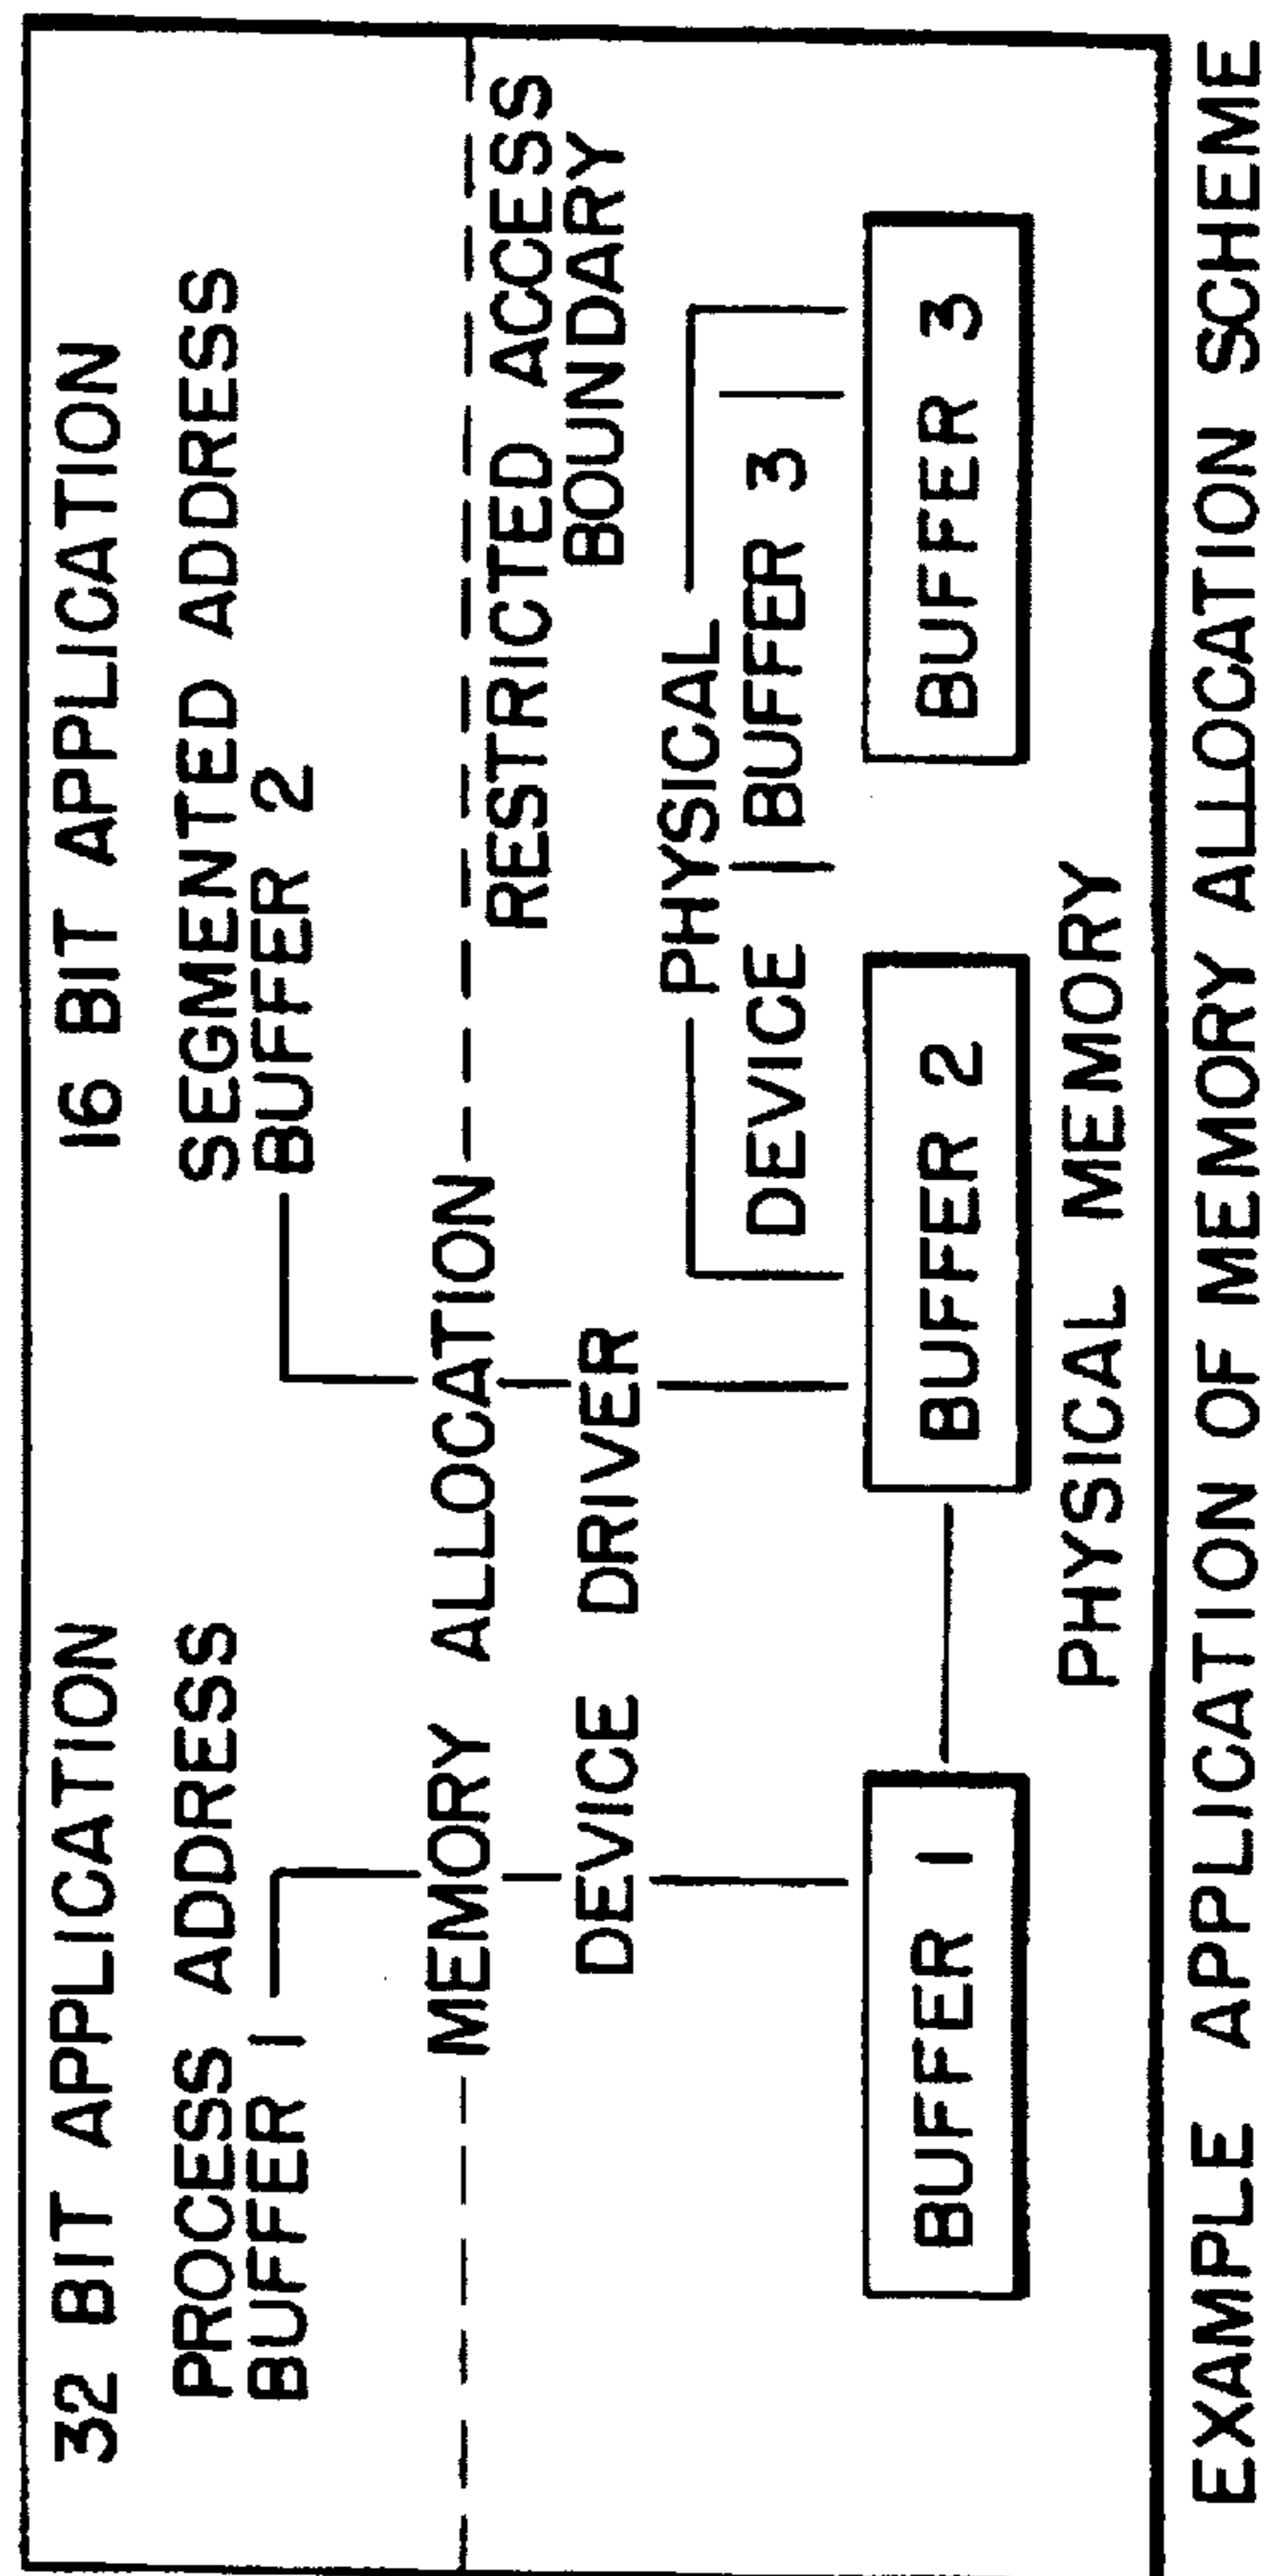 32 BIT APPLICATION
16 BIT APPLICATION
PROCESS ADDRESS
BUFFER 1
SEGMENTED ADDRESS
BUFFER 2
MEMORY ALLOCATION
DEVICE DRIVER
RESTRICTED ACCESS
BOUNDARY
PHYSICAL
DEVICE | BUFFER 3
BUFFER 1
BUFFER 2
BUFFER 3
PHYSICAL MEMORY
EXAMPLE APPLICATION OF MEMORY ALLOCATION SCHEME